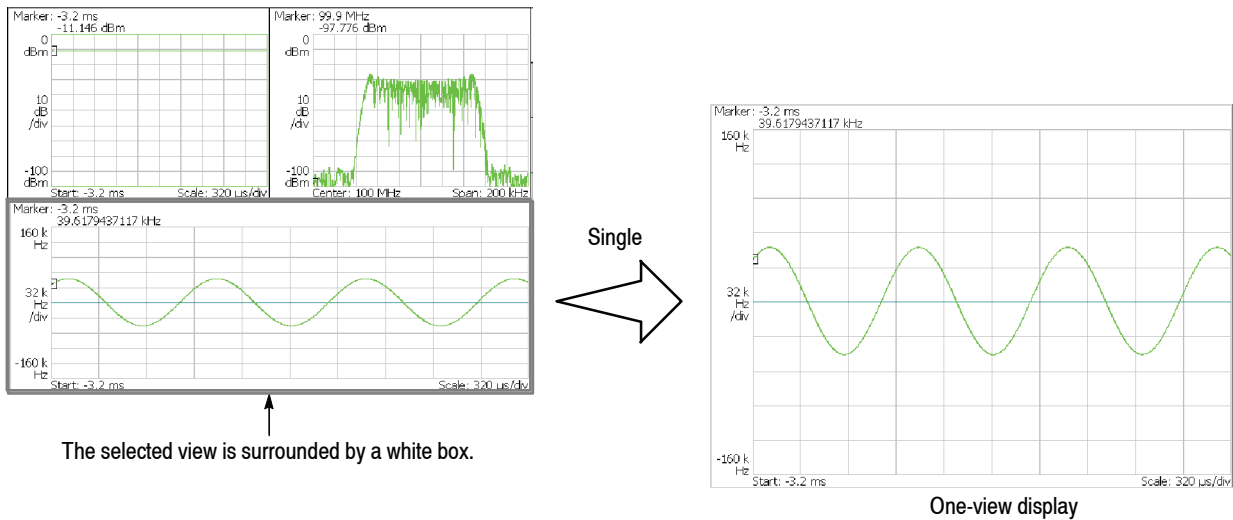 Marker: -3.2 ms
-11.146 dBm
0
dBm
10
dB
/div
-100
dBm
Start: -3.2 ms Scale: 320 µs/div
Marker: 99.9 MHz
-97.776 dBm
0
dBm
10
dB
/div
-100
dBm
Center: 100 MHz Span: 200 kHz
Marker: -3.2 ms
39.6179437117 kHz
160 k
Hz
32 k
Hz
/div
-160 k
Hz
Start: -3.2 ms Scale: 320 µs/div
The selected view is surrounded by a white box.
Single
Marker: -3.2 ms
39.6179437117 kHz
160 k
Hz
32 k
Hz
/div
-160 k
Hz
Start: -3.2 ms Scale: 320 µs/div
One-view display